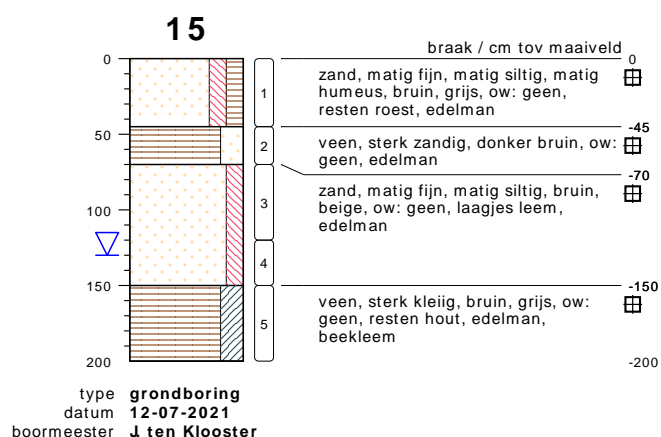 15
braak / cm tov maaiveld
0
0
zand, matig fijn, matig siltig, matig
humeus, bruin, grijs, ow: geen,
resten roest, edelman
1
-45
50
2
veen, sterk zandig, donker bruin, ow:
geen, edelman
-70
zand, matig fijn, matig siltig, bruin,
beige, ow: geen, laagjes leem,
edelman
3
100
4
150
-150
veen, sterk kleiig, bruin, grijs, ow:
geen, resten hout, edelman,
beekleem
5
200
-200
type grondboring
datum 12-07-2021
boormeester J. ten Klooster